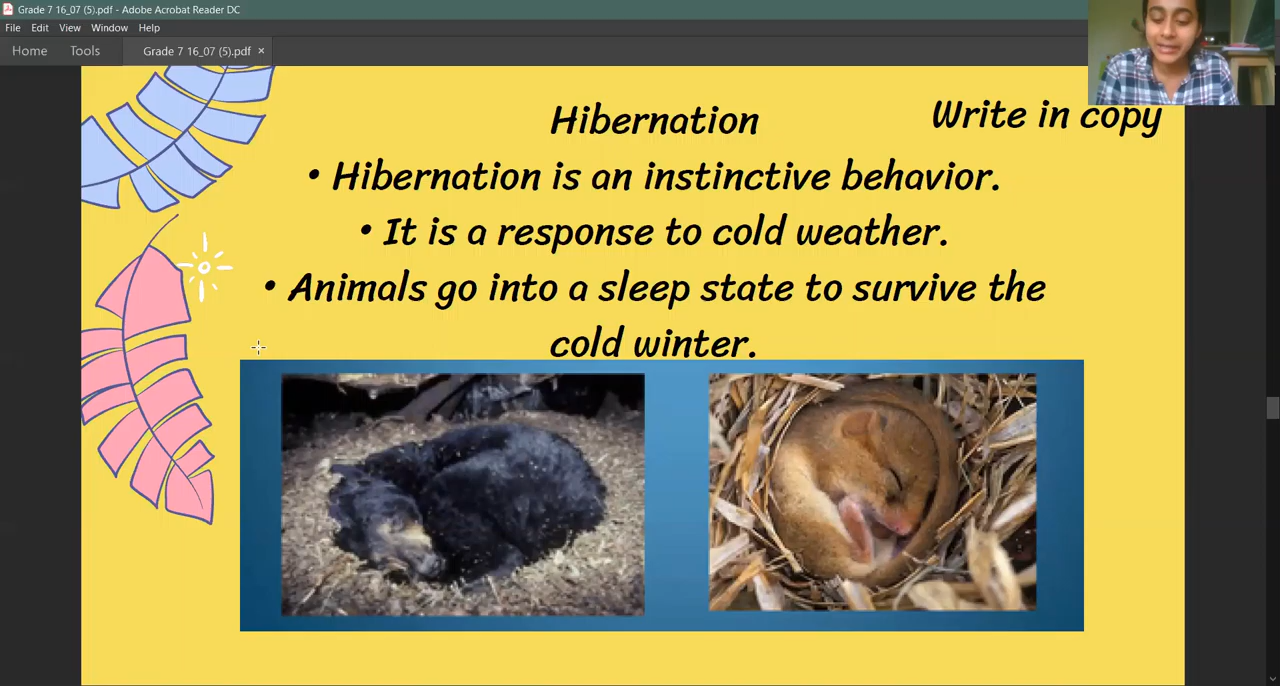 Grade 7 16_07 (5).pdf - Adobe Acrobat Reader DC
File Edit View Window Help
Home Tools Grade 7 16_07 (5).pdf ×
Hibernation
Write in copy
• Hibernation is an instinctive behavior.
• It is a response to cold weather.
• Animals go into a sleep state to survive the
cold winter.